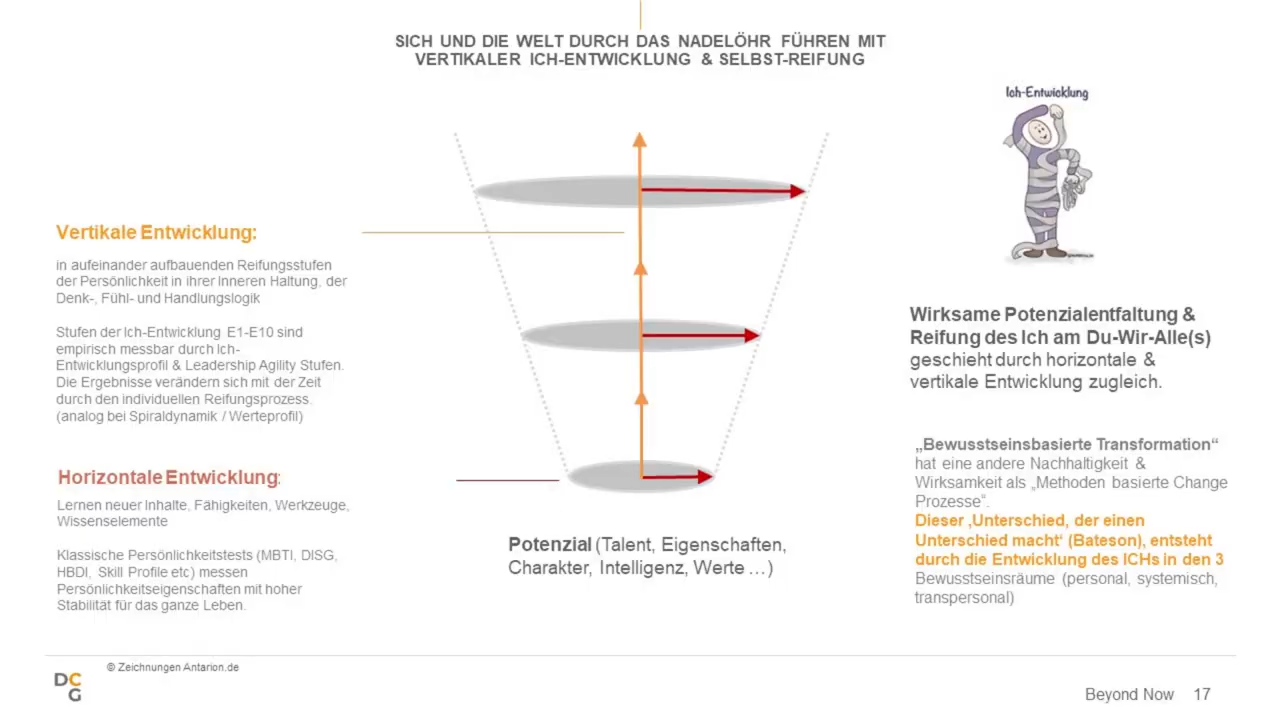 SICH UND DIE WELT DURCH DAS NADELÖHR FÜHREN MIT
VERTIKALER ICH-ENTWICKLUNG & SELBST-REIFUNG
Ich-Entwicklung
Vertikale Entwicklung:
in aufeinander aufbauenden Reifungsstufen
der Persönlichkeit in ihrer Inneren Haltung, der
Denk-, Fühl- und Handlungslogik
Stufen der Ich-Entwicklung E1-E10 sind
empirisch messbar durch Ich-
Entwicklungsprofil & Leadership Agility Stufen.
Die Ergebnisse verändern sich mit der Zeit
durch den individuellen Reifungsprozess.
(analog bei Spiraldynamik / Werteprofil)
Horizontale Entwicklung:
Lernen neuer Inhalte, Fähigkeiten, Werkzeuge,
Wissenselemente
Klassische Persönlichkeitstests (MBTI, DISG,
HBDI, Skill Profile etc) messen
Persönlichkeitseigenschaften mit hoher
Stabilität für das ganze Leben.
Potenzial (Talent, Eigenschaften,
Charakter, Intelligenz, Werte …)
Wirksame Potenzialentfaltung &
Reifung des Ich am Du-Wir-Alle(s)
geschieht durch horizontale &
vertikale Entwicklung zugleich.
„Bewusstseinsbasierte Transformation“
hat eine andere Nachhaltigkeit &
Wirksamkeit als „Methoden basierte Change
Prozesse“.
Dieser ‚Unterschied, der einen
Unterschied macht‘ (Bateson), entsteht
durch die Entwicklung des ICHs in den 3
Bewusstseinsräume (personal, systemisch,
transpersonal)
© Zeichnungen Antarion.de
DC
G
Beyond Now 17